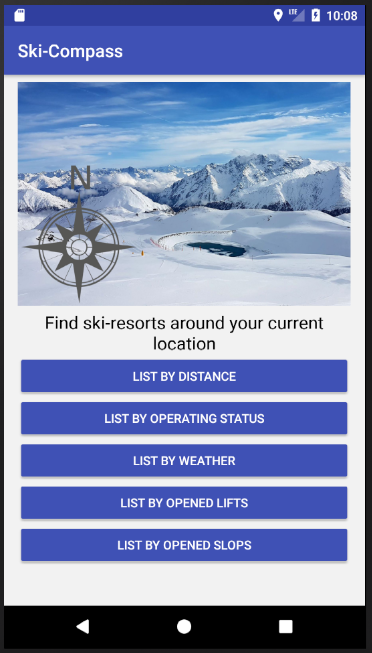 LTE 10:08
Ski-Compass
N
Find ski-resorts around your current
location
LIST BY DISTANCE
LIST BY OPERATING STATUS
LIST BY WEATHER
LIST BY OPENED LIFTS
LIST BY OPENED SLOPS